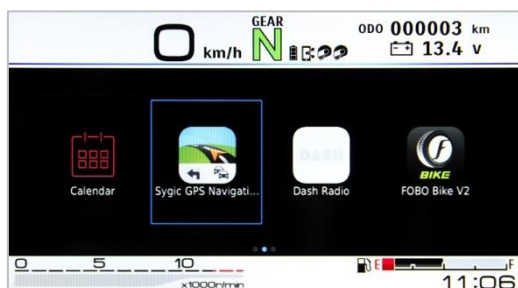 GEAR
0 km/h N
ODO 000003 km
13.4 v
Calendar
Sygic GPS Navigati...
Dash Radio
DASH
FOBO Bike V2
BIKE
0 5 10
x1000r/min
E F
11:06